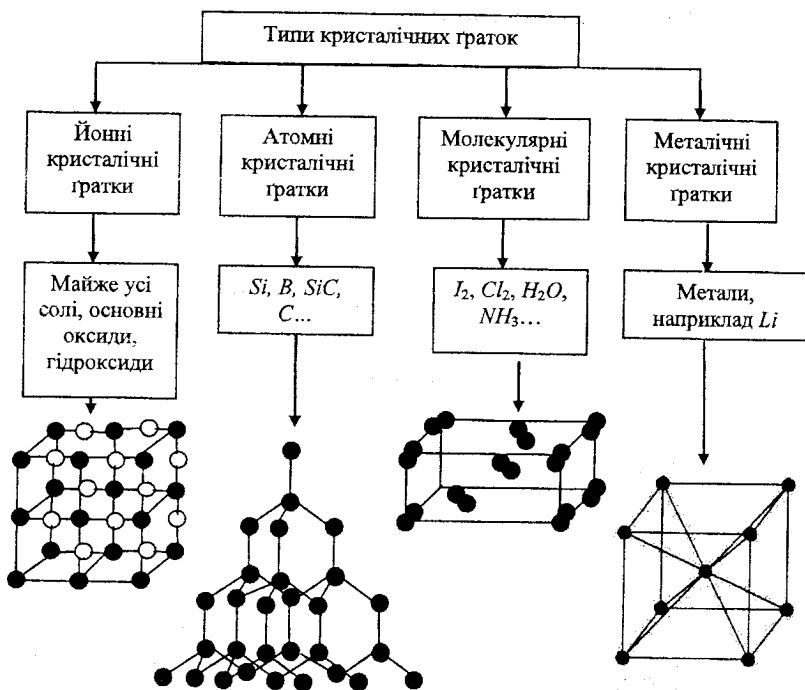 Типи кристалічних ґраток
Йонні
кристалічні
ґратки
Атомні
кристалічні
ґратки
Молекулярні
кристалічні
ґратки
Металічні
кристалічні
ґратки
Майже усі
солі, основні
оксиди,
гідроксиди
Si, B, SiC,
C...
I₂, Cl₂, H₂O,
NH₃...
Метали,
наприклад Li